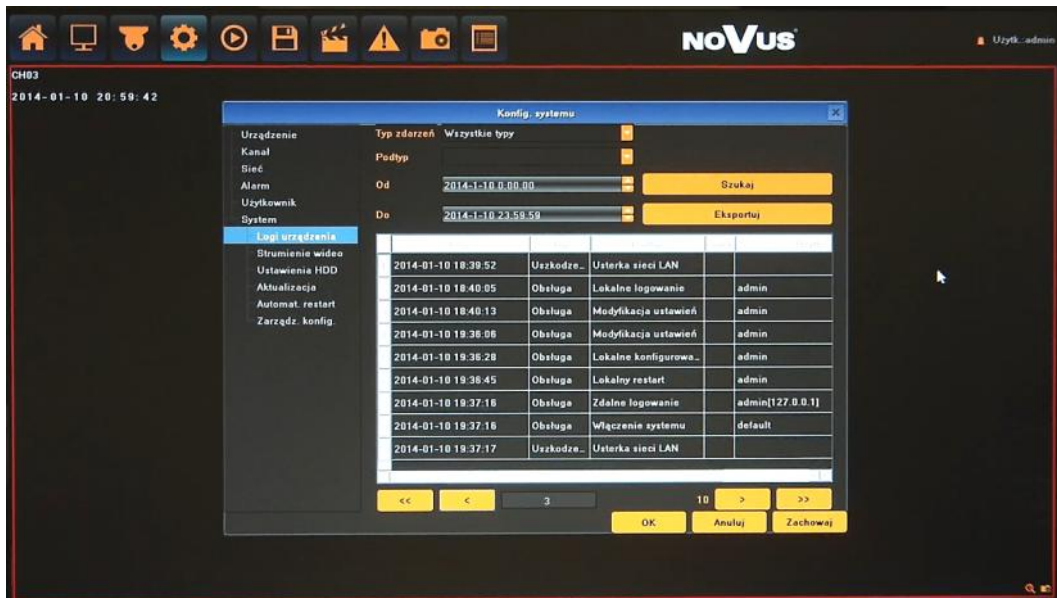 NOVUS
Użytk.:admin
CH03
2014-01-10 20:59:42
Konfig. systemu
Urządzenie
Kanał
Sieć
Alarm
Użytkownik
System
Logi urządzenia
Strumienie wideo
Ustawienia HDD
Aktualizacja
Automat. restart
Zarządz. konfig.
Typ zdarzeń Wszystkie typy
Podtyp
Od 2014-1-10 0.00.00 Szukaj
Do 2014-1-10 23.59.59 Eksportuj
2014-01-10 18:39:52 Uszkodze... Usterka sieci LAN
2014-01-10 18:40:05 Obsługa Lokalne logowanie admin
2014-01-10 18:40:13 Obsługa Modyfikacja ustawień admin
2014-01-10 19:36:06 Obsługa Modyfikacja ustawień admin
2014-01-10 19:36:28 Obsługa Lokalne konfigurowa... admin
2014-01-10 19:36:45 Obsługa Lokalny restart admin
2014-01-10 19:37:16 Obsługa Zdalne logowanie admin[127.0.0.1]
2014-01-10 19:37:16 Obsługa Włączenie systemu default
2014-01-10 19:37:17 Uszkodze... Usterka sieci LAN
<< < 3 10 > >>
OK Anuluj Zachowaj